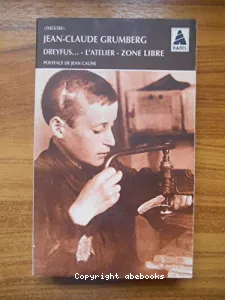 «THÉÂTRE»
JEAN-CLAUDE GRUMBERG
DREYFUS... - L'ATELIER - ZONE LIBRE
POSTFACE DE JEAN CAUNE
BABEL
Copyright: abebooks